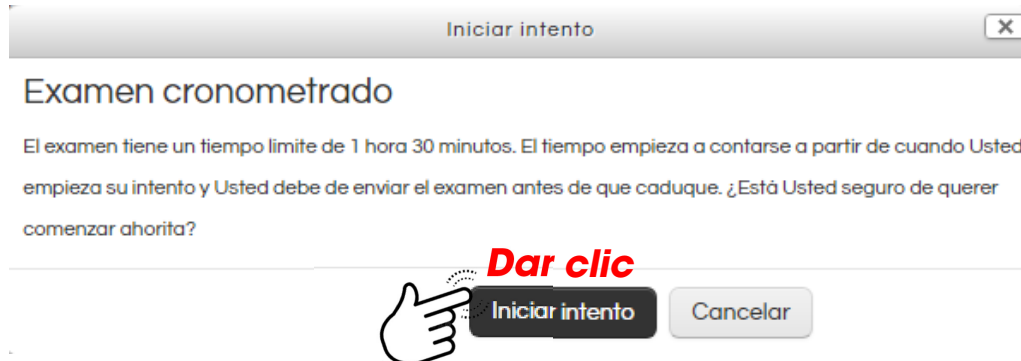 Iniciar intento
Examen cronometrado
El examen tiene un tiempo limite de 1 hora 30 minutos. El tiempo empieza a contarse a partir de cuando Usted
empieza su intento y Usted debe de enviar el examen antes de que caduque. ¿Està Usted seguro de querer
comenzar ahorita?
Dar clic
Iniciar intento
Cancelar